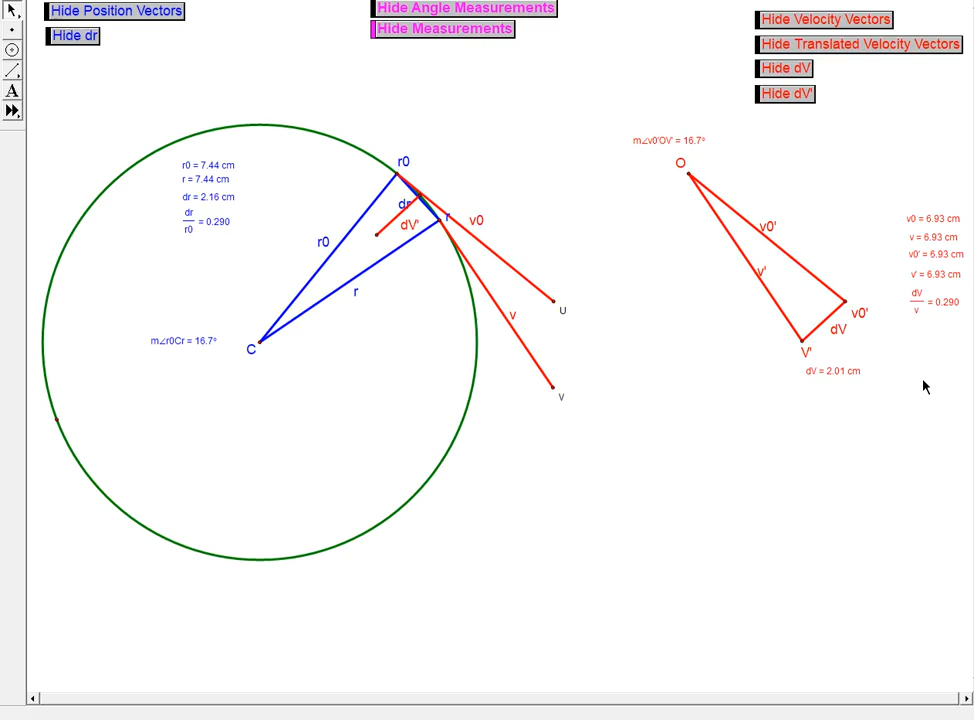 Hide Position Vectors
Hide dr
Hide Angle Measurements
Hide Measurements
Hide Velocity Vectors
Hide Translated Velocity Vectors
Hide dV
Hide dV'
A
r0 = 7.44 cm
r = 7.44 cm
dr = 2.16 cm
dr
r0
= 0.290
r0
dr
r
dV'
v0
r0
r
v
U
V
C
m∠r0Cr = 16.7°
m∠v0'OV' = 16.7°
O
v0'
v'
v0'
dV
V'
dV = 2.01 cm
v0 = 6.93 cm
v = 6.93 cm
v0' = 6.93 cm
v' = 6.93 cm
dV
v
= 0.290